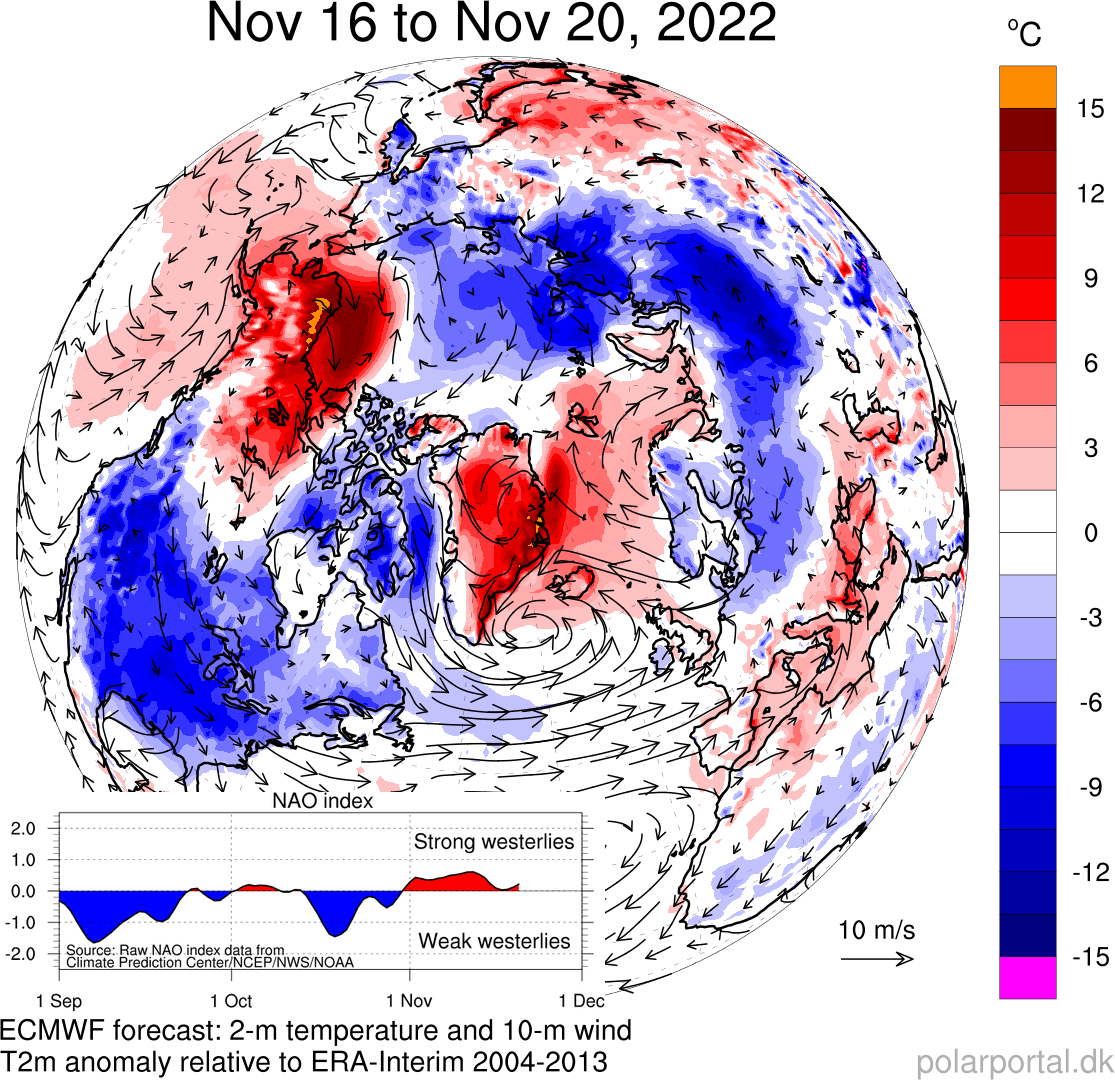 Nov 16 to Nov 20, 2022
°C
15
12
9
6
3
0
-3
-6
-9
-12
-15
10 m/s
NAO index
2.0
1.0
0.0
-1.0
-2.0
Strong westerlies
Weak westerlies
Source: Raw NAO index data from
Climate Prediction Center/NCEP/NWS/NOAA
1 Sep
1 Oct
1 Nov
1 Dec
ECMWF forecast: 2-m temperature and 10-m wind
T2m anomaly relative to ERA-Interim 2004-2013
polarportal.dk